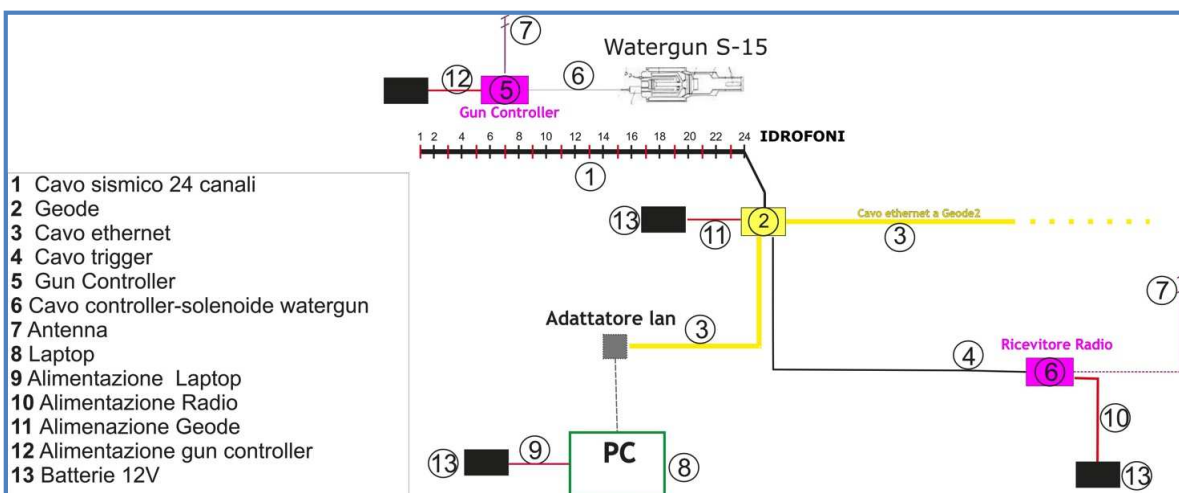 7
Watergun S-15
12
5
6
Gun Controller
1 2 4 6 8 10 12 14 16 18 20 22 24 IDROFONI
1
1 Cavo sismico 24 canali
2 Geode
3 Cavo ethernet
4 Cavo trigger
5 Gun Controller
6 Cavo controller-solenoide watergun
7 Antenna
8 Laptop
9 Alimentazione Laptop
10 Alimentazione Radio
11 Alimenazione Geode
12 Alimentazione gun controller
13 Batterie 12V
13
11
2
Cavo ethernet a Geode2
3
7
Adattatore lan
3
Ricevitore Radio
4
6
10
13
9
PC
8
13